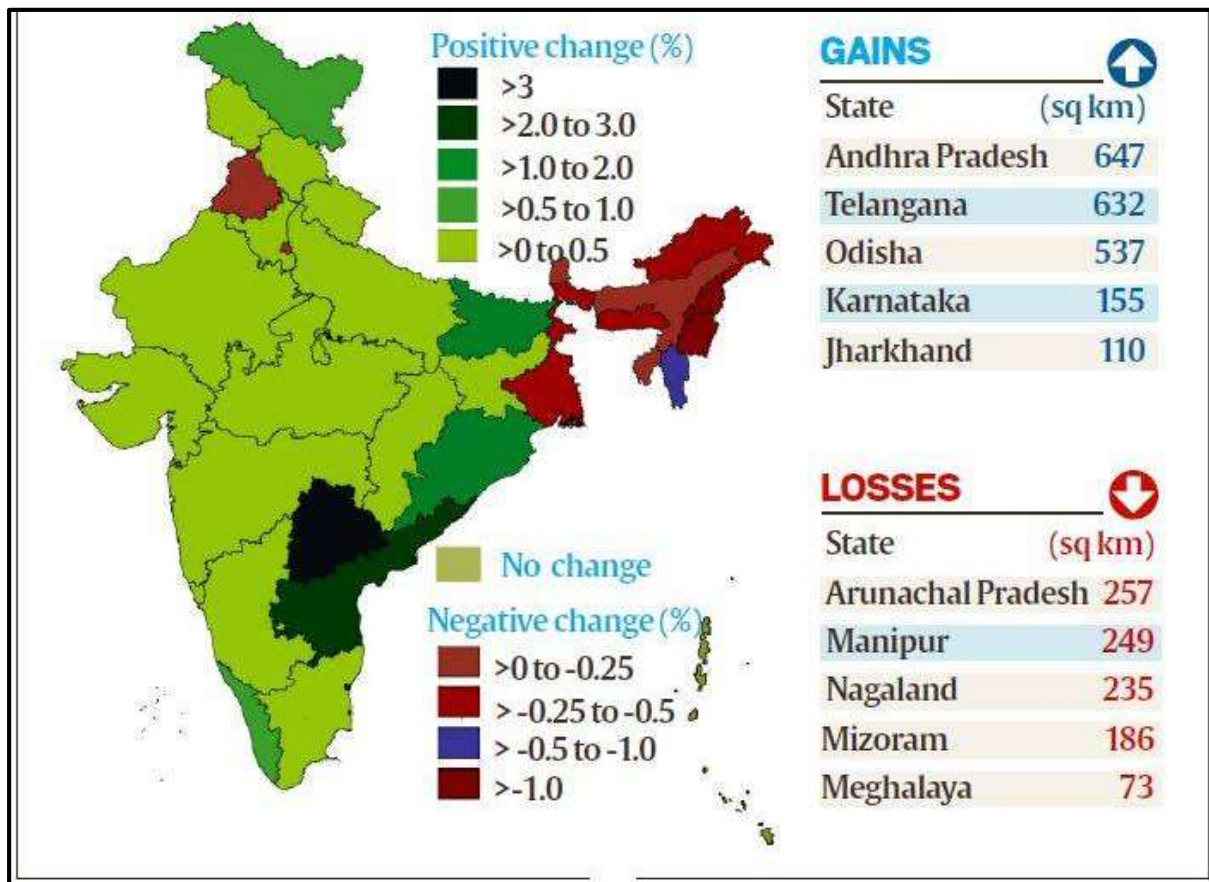 Positive change (%)
>3
>2.0 to 3.0
>1.0 to 2.0
>0.5 to 1.0
>0 to 0.5
No change
Negative change (%)
>0 to -0.25
> -0.25 to -0.5
> -0.5 to -1.0
>-1.0
GAINS
State (sq km)
Andhra Pradesh 647
Telangana 632
Odisha 537
Karnataka 155
Jharkhand 110
LOSSES
State (sq km)
Arunachal Pradesh 257
Manipur 249
Nagaland 235
Mizoram 186
Meghalaya 73